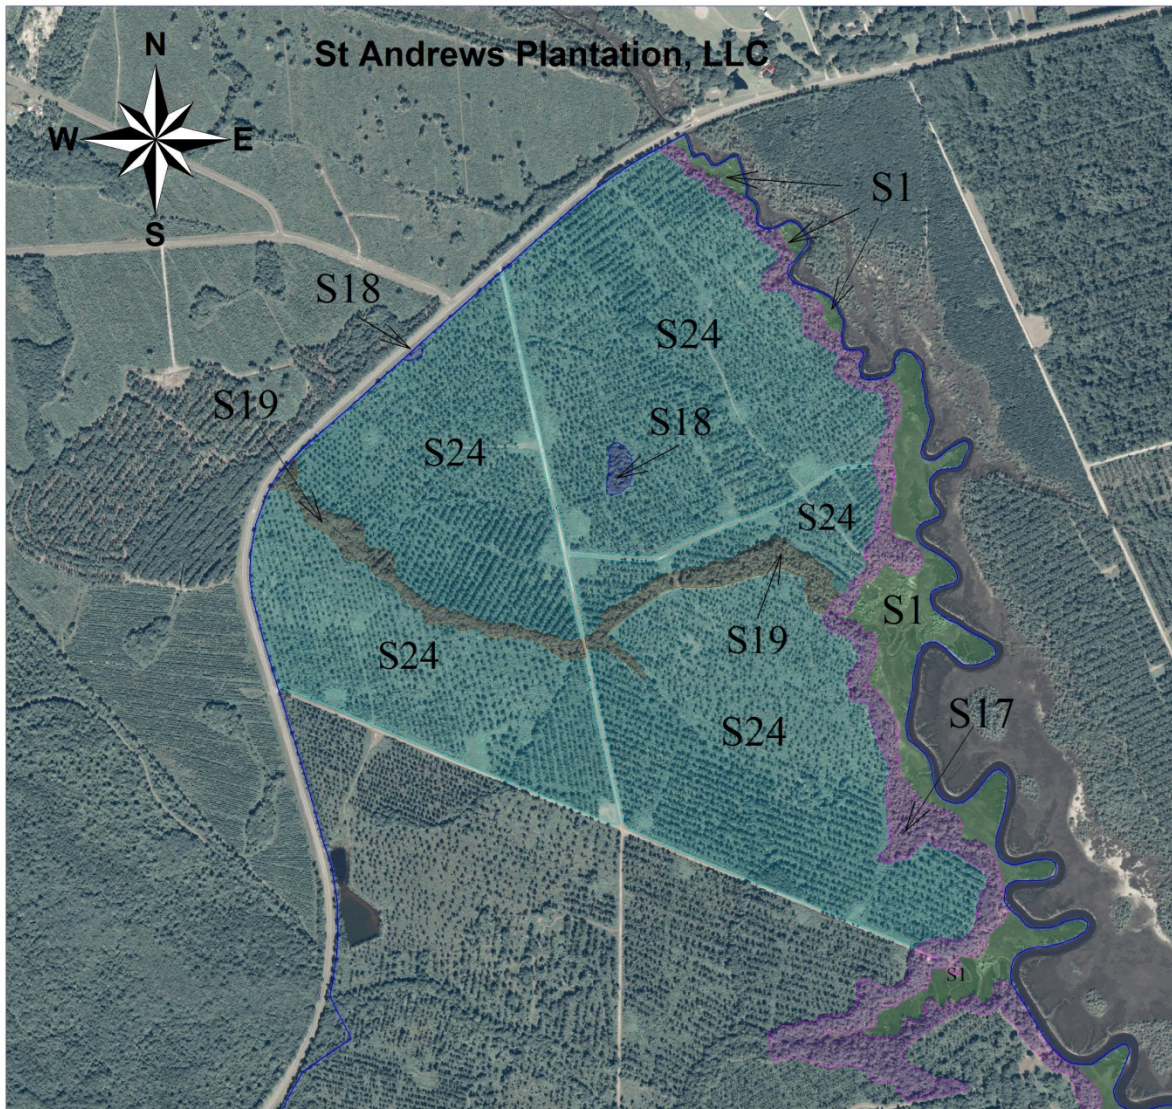 St Andrews Plantation, LLC
N
W
E
S
S1
S18
S24
S19
S18
S24
S24
S1
S24
S19
S17
S24
S1